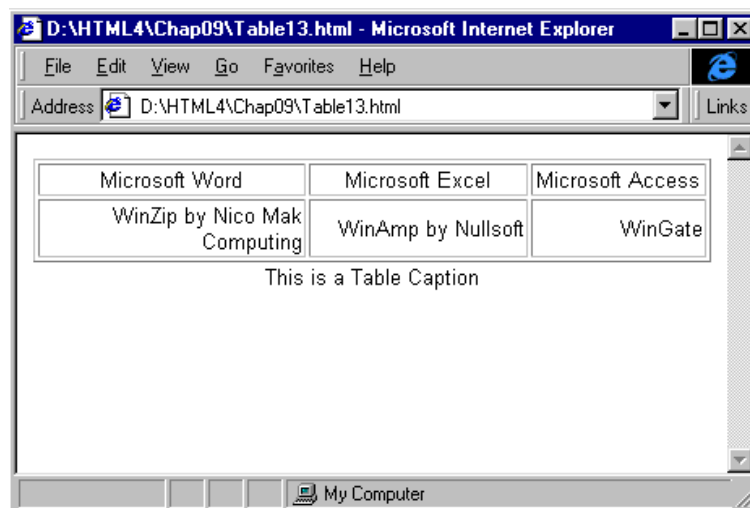 D:\HTML4\Chap09\Table13.html - Microsoft Internet Explorer
File Edit View Go Favorites Help
Address D:\HTML4\Chap09\Table13.html Links
Microsoft Word Microsoft Excel Microsoft Access
WinZip by Nico Mak
Computing WinAmp by Nullsoft WinGate
This is a Table Caption
My Computer